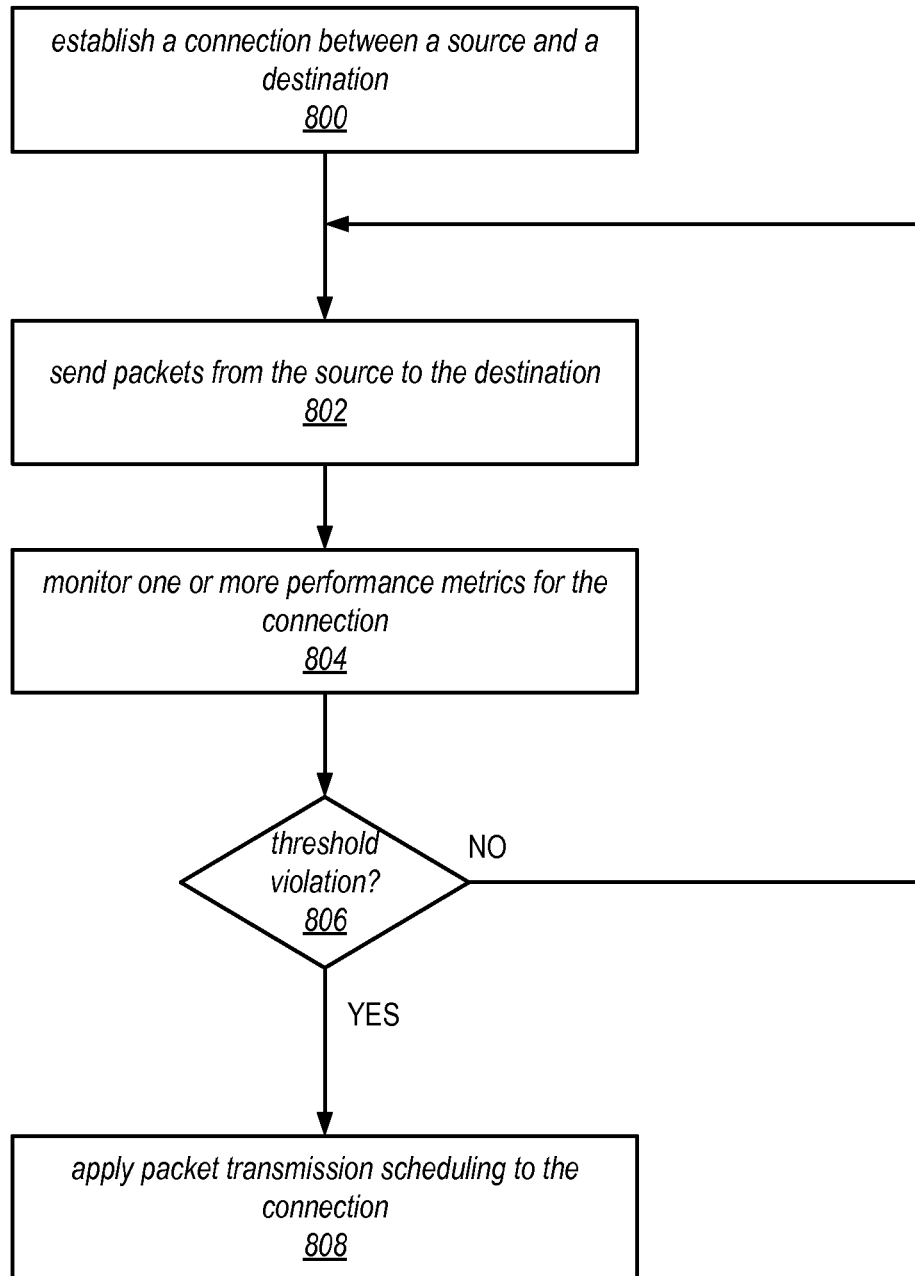 establish a connection between a source and a
destination
800
send packets from the source to the destination
802
monitor one or more performance metrics for the
connection
804
threshold
violation?
806
NO
YES
apply packet transmission scheduling to the
connection
808